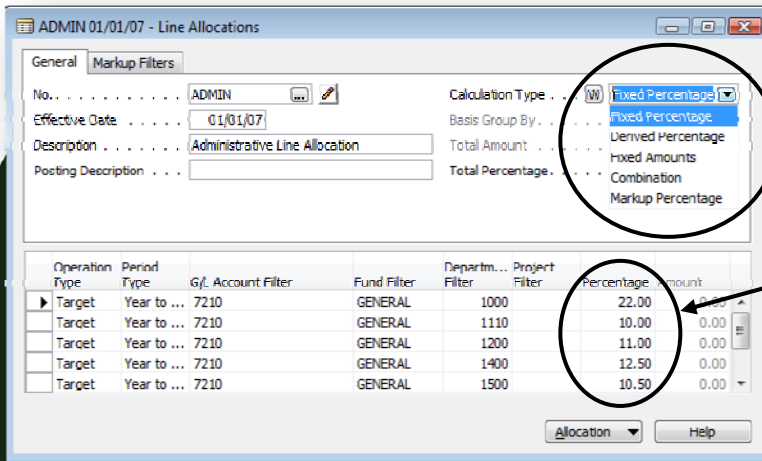 ADMIN 01/01/07 - Line Allocations
General Markup Filters
No. . . . . . . . . . . . ADMIN ... Calculation Type . . . W Fixed Percentage
Effective Date . . . . . 01/01/07 Basis Group By. . . . Fixed Percentage
Description . . . . . . . Administrative Line Allocation Total Amount . . . . Derived Percentage
Posting Description . . . Total Percentage. . . . Fixed Amounts
Combination
Markup Percentage
Operation Type Period Type G/L Account Filter Fund Filter Departm... Filter Project Filter Percentage Amount
Target Year to ... 7210 GENERAL 1000 22.00 0.00
Target Year to ... 7210 GENERAL 1110 10.00 0.00
Target Year to ... 7210 GENERAL 1200 11.00 0.00
Target Year to ... 7210 GENERAL 1400 12.50 0.00
Target Year to ... 7210 GENERAL 1500 10.50 0.00
Allocation Help